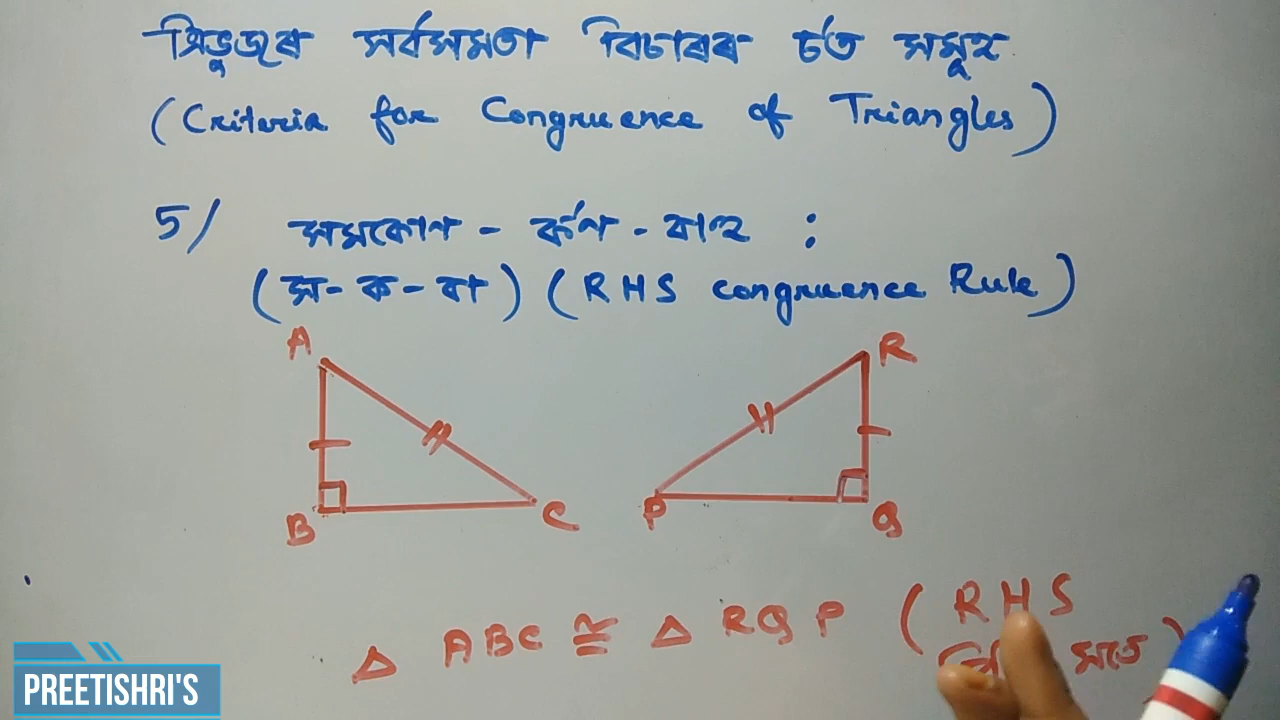 ত্ৰিভুজৰ সৰ্বসমতা বিচাৰৰ চৰ্ত সমূহ
(Criteria for Congruence of Triangles)
5/ সমকোণ - কৰ্ণ - বাহু :
(স - ক - বা) (RHS congruence Rule)
A
R
B
C
P
Q
Δ ABC ≅ Δ RQP (RHS
মতে)
PREETISHRI'S